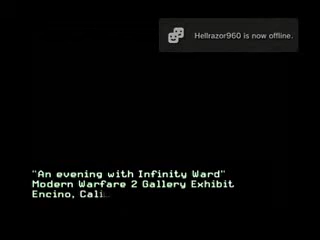 Hellrazor960 is now offline.
"An evening with Infinity Ward"
Modern Warfare 2 Gallery Exhibit
Encino, Cali